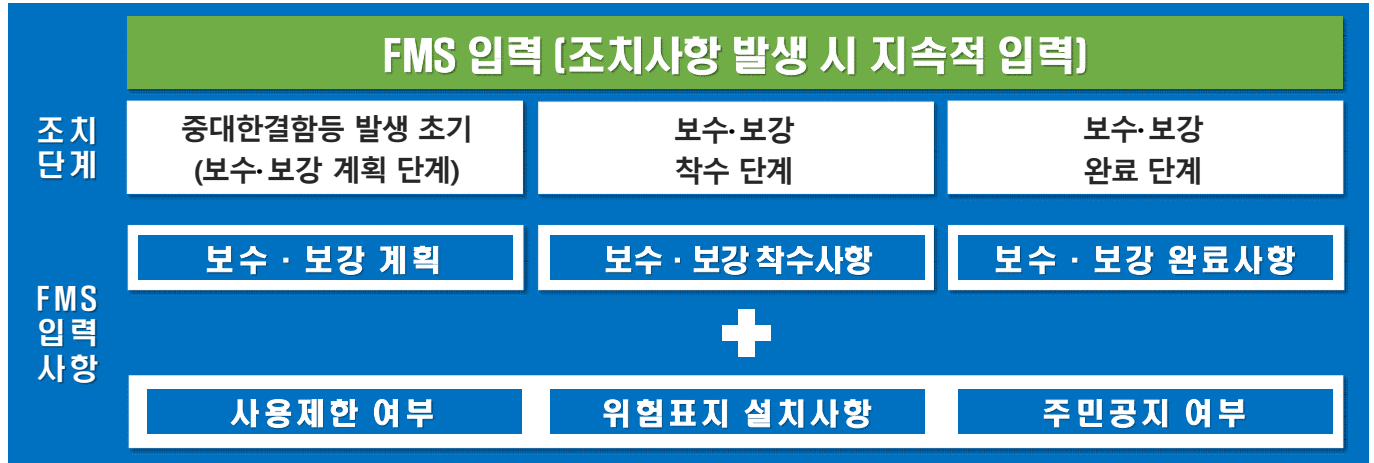 FMS 입력 (조치사항 발생 시 지속적 입력)
조치
단계
중대한결함등 발생 초기
(보수·보강 계획 단계)
보수·보강
착수 단계
보수·보강
완료 단계
FMS
입력
사항
보수 · 보강 계획
보수 · 보강 착수사항
보수 · 보강 완료사항
사용제한 여부
위험표지 설치사항
주민공지 여부